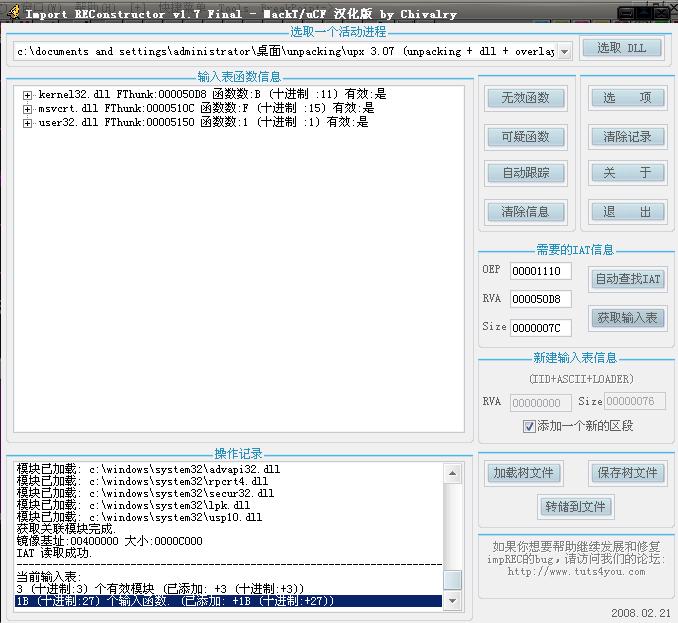 Import REConstructor v1.7 Final - MackT/uCF 汉化版 by Chivalry
选取一个活动进程
c:\documents and settings\administrator\桌面\unpacking\upx 3.07 (unpacking + dll + overlay
选取 DLL
输入表函数信息
kernel32.dll FThunk:000050D8 函数数:B (十进制 :11) 有效:是
msvcrt.dll FThunk:0000510C 函数数:F (十进制 :15) 有效:是
user32.dll FThunk:00005150 函数数:1 (十进制 :1) 有效:是
无效函数
选 项
可疑函数
清除记录
自动跟踪
关 于
清除信息
退 出
需要的IAT信息
OEP 00001110
自动查找IAT
RVA 000050D8
获取输入表
Size 0000007C
新建输入表信息
(IID+ASCII+LOADER)
RVA 00000000 Size 00000076
添加一个新的区段
操作记录
模块已加载: c:\windows\system32\advapi32.dll
模块已加载: c:\windows\system32\rpcrt4.dll
模块已加载: c:\windows\system32\secur32.dll
模块已加载: c:\windows\system32\lpk.dll
模块已加载: c:\windows\system32\usp10.dll
获取关联模块完成.
镜像基址:00400000 大小:0000C000
IAT 读取成功.
当前输入表:
3 (十进制:3) 个有效模块 (已添加: +3 (十进制:+3))
1B (十进制:27) 个输入函数. (已添加: +1B (十进制:+27))
加载树文件
保存树文件
转储到文件
如果你想要帮助继续发展和修复
impREC的bug,请访问我们的论坛:
http://www.tuts4you.com
2008.02.21